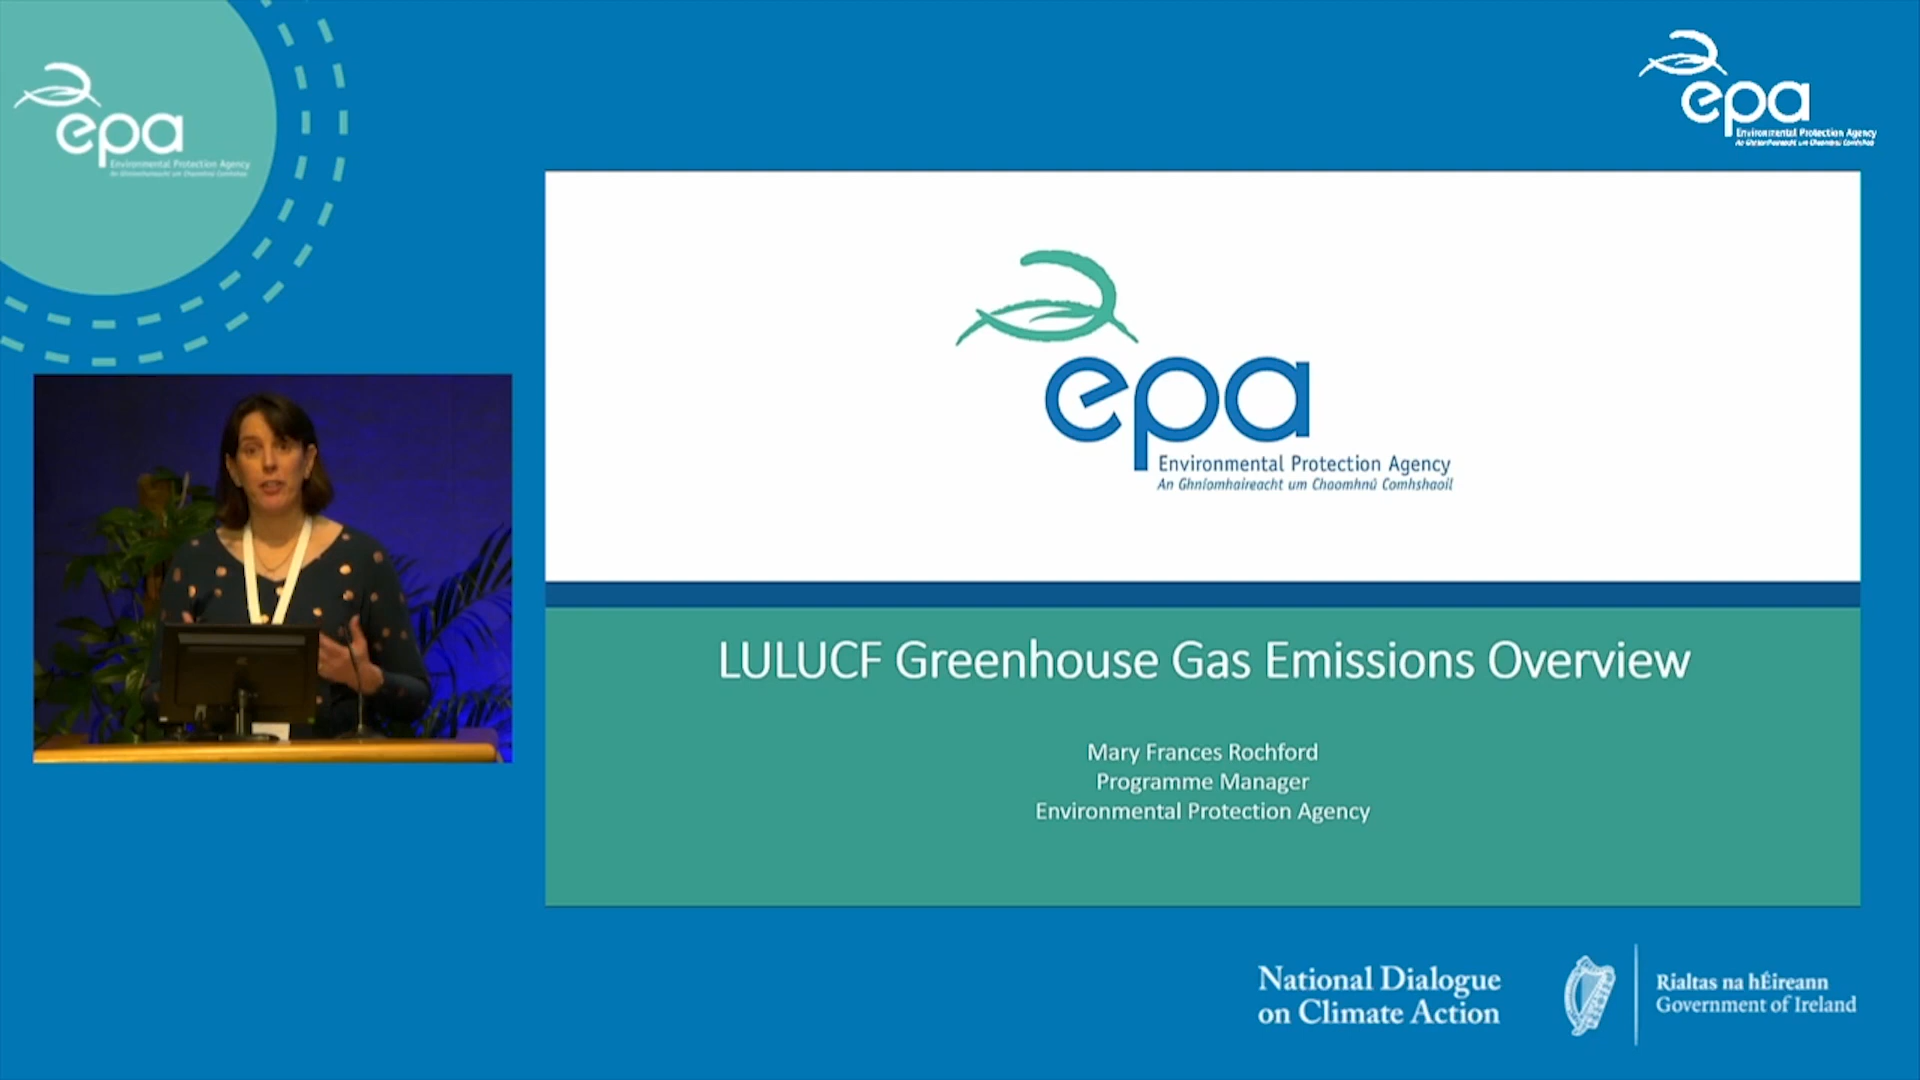 epa
Environmental Protection Agency
An Ghníomhaireacht um Chaomhnú Comhshaoil
epa
Environmental Protection Agency
An Ghníomhaireacht um Chaomhnú Comhshaoil
epa
Environmental Protection Agency
An Ghníomhaireacht um Chaomhnú Comhshaoil
LULUCF Greenhouse Gas Emissions Overview
Mary Frances Rochford
Programme Manager
Environmental Protection Agency
National Dialogue
on Climate Action
Rialtas na hÉireann
Government of Ireland